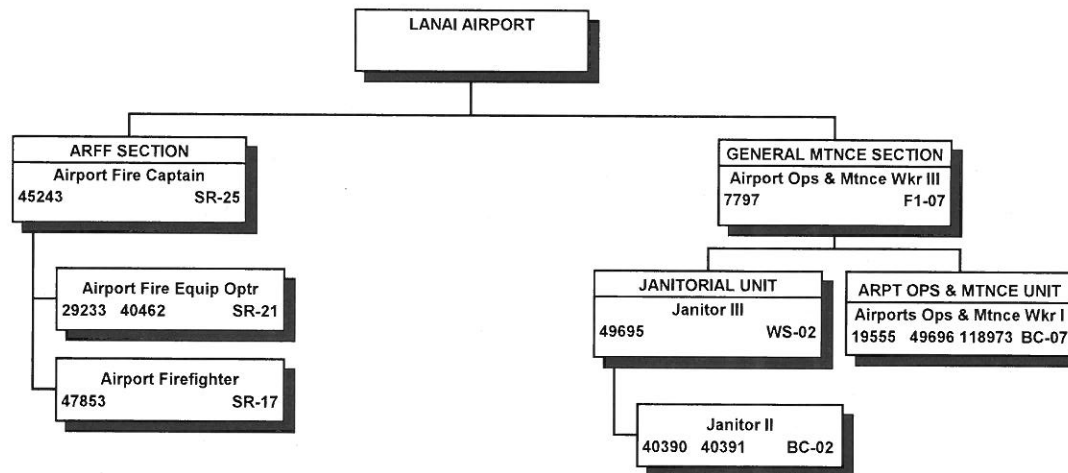 LANAI AIRPORT
ARFF SECTION
Airport Fire Captain
45243 SR-25
Airport Fire Equip Optr
29233 40462 SR-21
Airport Firefighter
47853 SR-17
GENERAL MTNCE SECTION
Airport Ops & Mtnce Wkr III
7797 F1-07
JANITORIAL UNIT
Janitor III
49695 WS-02
Janitor II
40390 40391 BC-02
ARPT OPS & MTNCE UNIT
Airports Ops & Mtnce Wkr I
19555 49696 118973 BC-07